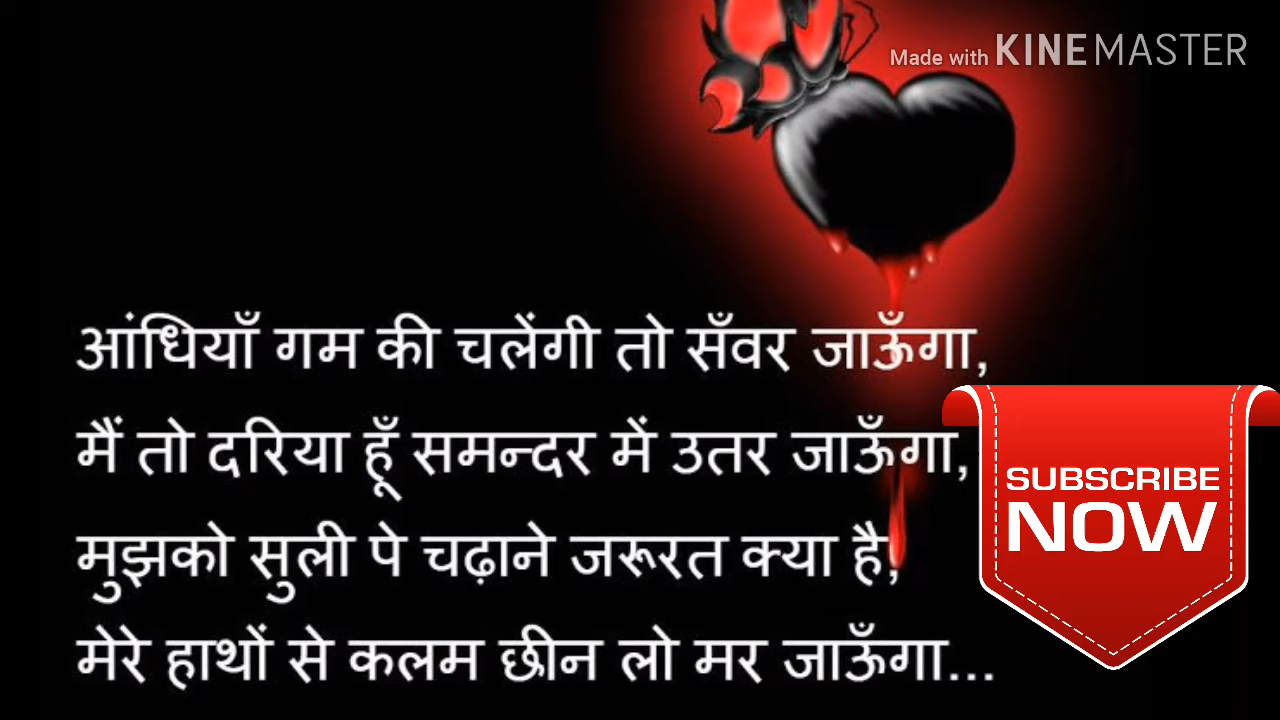 Made with KINEMASTER
आंधियाँ गम की चलेंगी तो सँवर जाऊँगा,
मैं तो दरिया हूँ समन्दर में उतर जाऊँगा,
मुझको सुली पे चढ़ाने जरूरत क्या है,
मेरे हाथों से कलम छीन लो मर जाऊँगा...
SUBSCRIBE
NOW